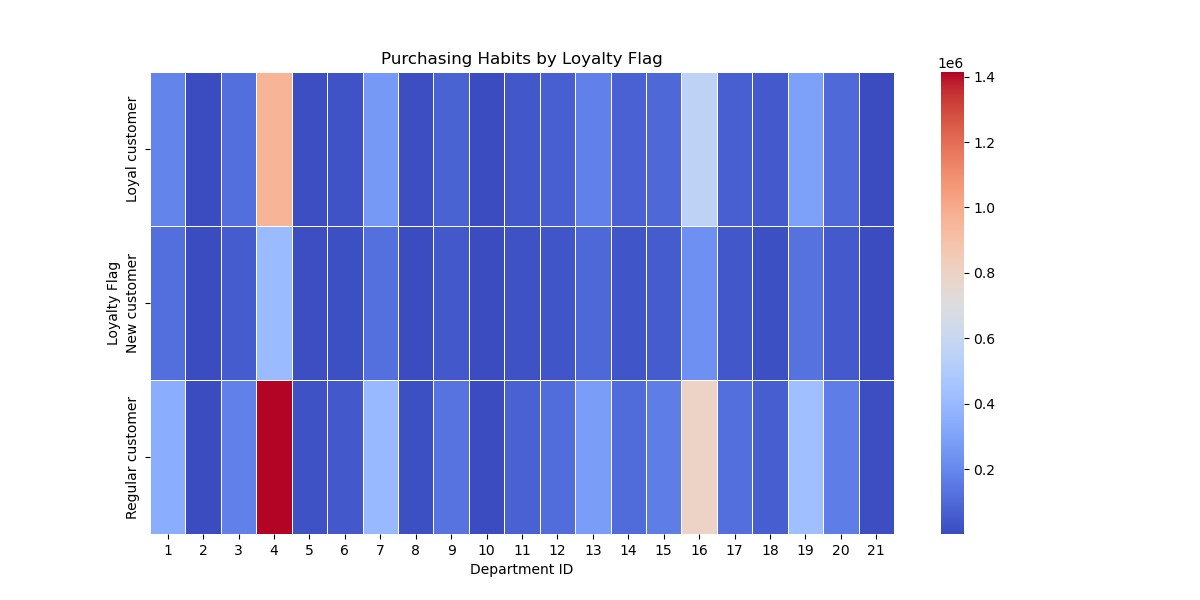 Purchasing Habits by Loyalty Flag
1e6
Loyalty Flag
Loyal customer
New customer
Regular customer
1 2 3 4 5 6 7 8 9 10 11 12 13 14 15 16 17 18 19 20 21
Department ID
1.4
1.2
1.0
0.8
0.6
0.4
0.2